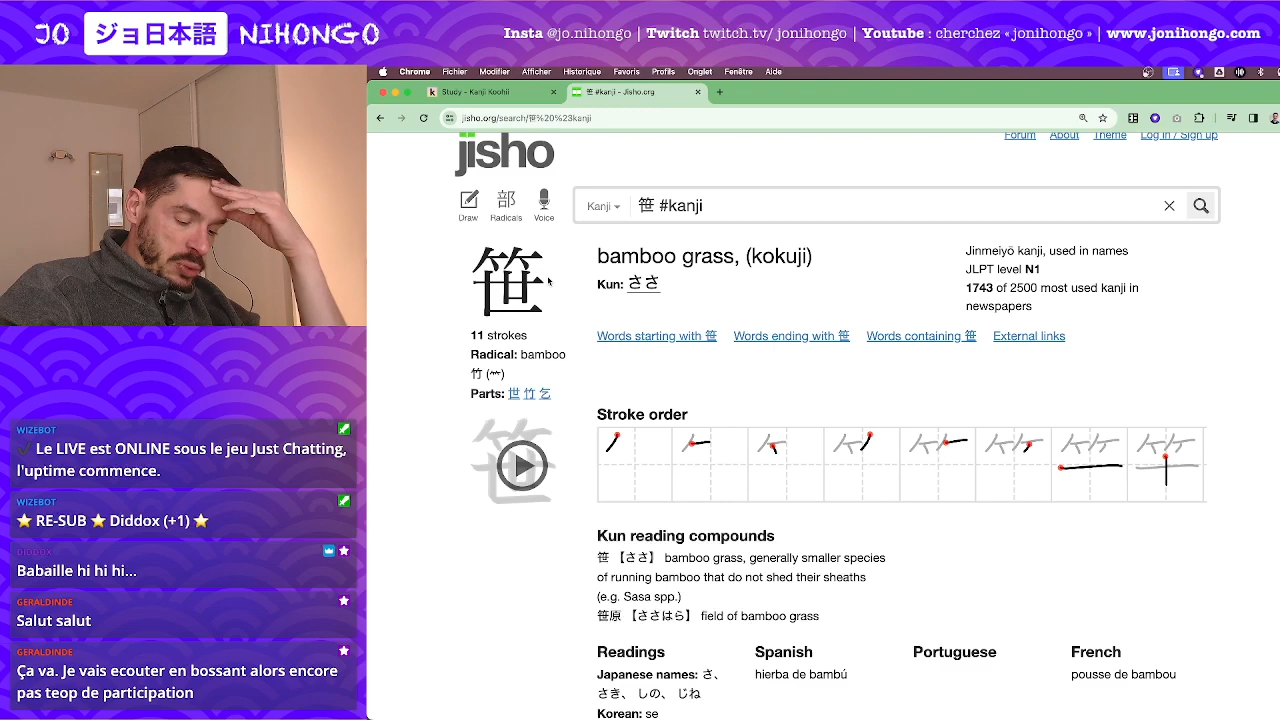 JO ジョ日本語 NIHONGO
Insta @jo.nihongo | Twitch twitch.tv/ jonihongo | Youtube : cherchez « jonihongo » | www.jonihongo.com
Chrome Fichier Modifier Afficher Historique Favoris Profils Onglet Fenêtre Aide
Study - Kanji Koohii
笹 #kanji - Jisho.org
jisho.org/search/笹%20%23kanji
jisho
Forum About Theme Log in / Sign up
Draw
部
Radicals
Voice
Kanji
笹 #kanji
笹
11 strokes
Radical: bamboo
竹 (⺮)
Parts: 世 竹 乞
bamboo grass, (kokuji)
Kun: ささ
Jinmeiyō kanji, used in names
JLPT level N1
1743 of 2500 most used kanji in
newspapers
Words starting with 笹
Words ending with 笹
Words containing 笹
External links
Stroke order
笹
Kun reading compounds
笹 【ささ】 bamboo grass, generally smaller species
of running bamboo that do not shed their sheaths
(e.g. Sasa spp.)
笹原 【ささはら】 field of bamboo grass
Readings
Japanese names: さ、
さき、 しの、 じね
Korean: se
Spanish
hierba de bambú
Portuguese
French
pousse de bambou
WIZEBOT
Le LIVE est ONLINE sous le jeu Just Chatting,
l'uptime commence.
WIZEBOT
RE-SUB Diddox (+1)
DIDDOX
Babaille hi hi hi...
GERALDINDE
Salut salut
GERALDINDE
Ça va. Je vais ecouter en bossant alors encore
pas teop de participation